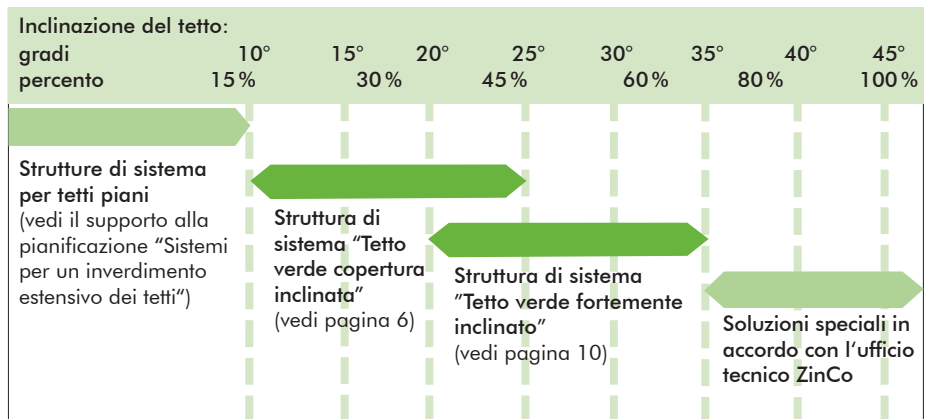 Inclinazione del tetto:
gradi 10° 15° 20° 25° 30° 35° 40° 45°
percento 15 % 30 % 45 % 60 % 80 % 100 %
Strutture di sistema
per tetti piani
(vedi il supporto alla
pianificazione “Sistemi
per un inverdimento
estensivo dei tetti“)
Struttura di
sistema “Tetto
verde copertura
inclinata”
(vedi pagina 6)
Struttura di sistema
”Tetto verde fortemente
inclinato”
(vedi pagina 10)
Soluzioni speciali in
accordo con l‘ufficio
tecnico ZinCo